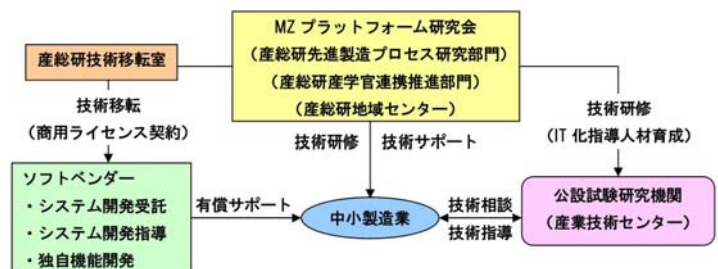 MZ プラットフォーム研究会
(産総研先進製造プロセス研究部門)
(産総研産学官連携推進部門)
(産総研地域センター)
産総研技術移転室
技術移転
(商用ライセンス契約)
技術研修
(IT 化指導人材育成)
技術研修
技術サポート
ソフトベンダー
・システム開発受託
・システム開発指導
・独自機能開発
有償サポート
中小製造業
技術相談
技術指導
公設試験研究機関
(産業技術センター)